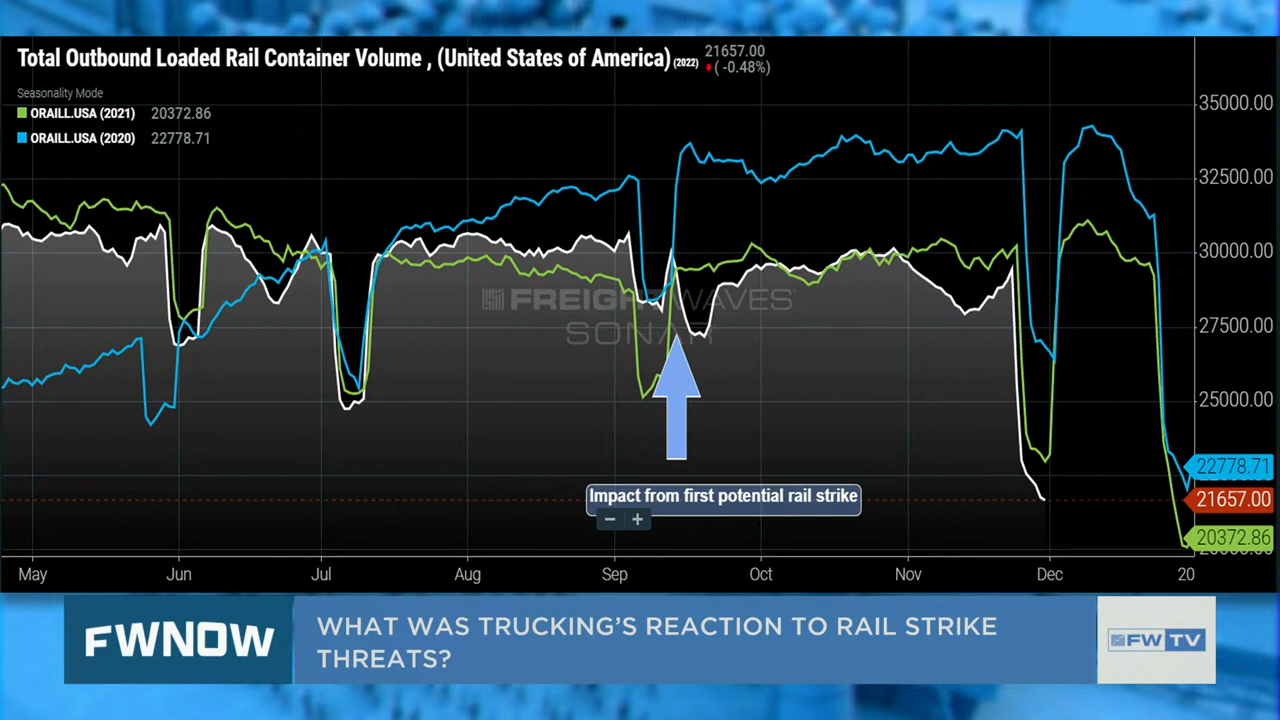 Total Outbound Loaded Rail Container Volume , (United States of America) (2022) 21657.00
(-0.48%)
Seasonality Mode
ORAILL.USA (2021) 20372.86
ORAILL.USA (2020) 22778.71
35000.00
32500.00
30000.00
27500.00
25000.00
22778.71
21657.00
20372.86
FREIGHTWAVES
SONAR
Impact from first potential rail strike
− +
May Jun Jul Aug Sep Oct Nov Dec 20
FWNOW
WHAT WAS TRUCKING'S REACTION TO RAIL STRIKE
THREATS?
FWTV